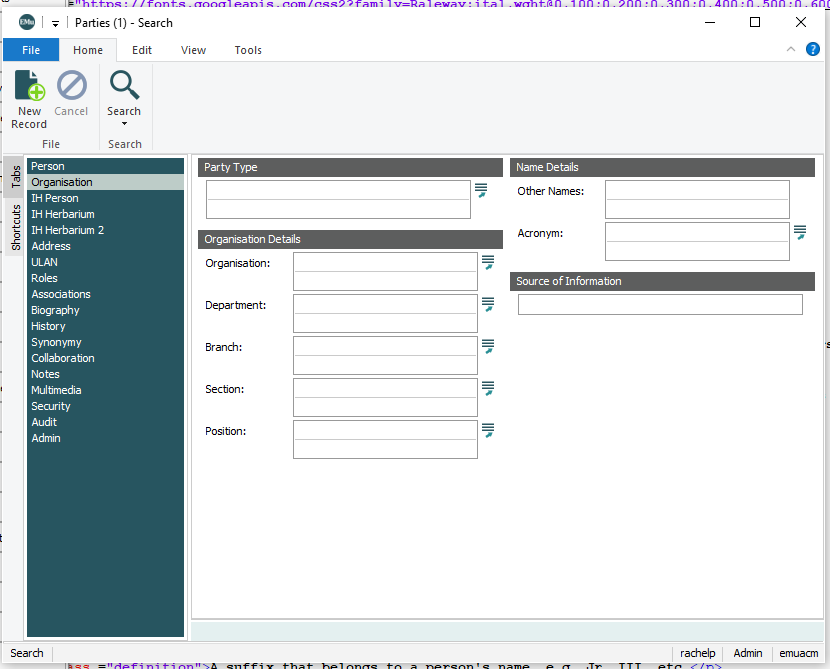 ="https://fonts.googleapis.com/css2?family=Raleway:ital,wght@0,100;0,200;0,300;0,400;0,500;0,600
EMu Parties (1) - Search
File Home Edit View Tools
New Record
Cancel
Search
File
Search
Tabs
Shortcuts
Person
Organisation
IH Person
IH Herbarium
IH Herbarium 2
Address
ULAN
Roles
Associations
Biography
History
Synonymy
Collaboration
Notes
Multimedia
Security
Audit
Admin
Party Type
Organisation Details
Organisation:
Department:
Branch:
Section:
Position:
Name Details
Other Names:
Acronym:
Source of Information
Search rachelp Admin emuacm
ss ="definition">A suffix that belongs to a person's name, e.g. Jr, III, etc.</p>